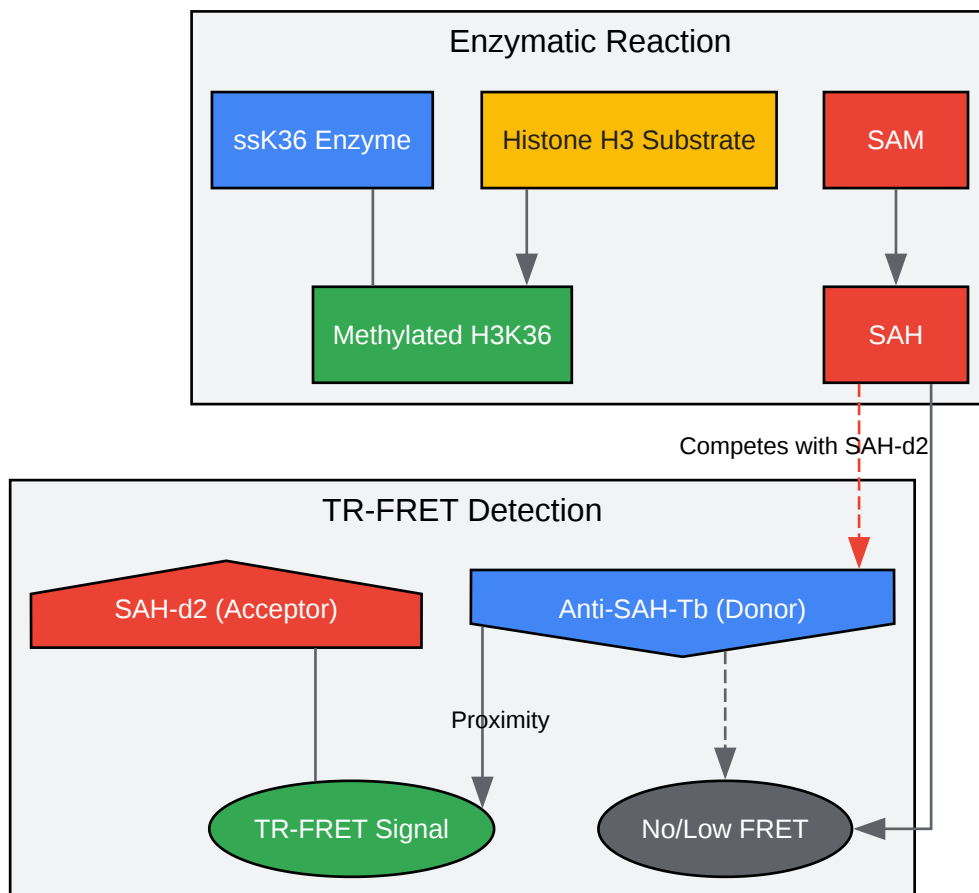 Enzymatic Reaction
ssK36 Enzyme
Histone H3 Substrate
SAM
Methylated H3K36
SAH
Competes with SAH-d2
TR-FRET Detection
SAH-d2 (Acceptor)
Anti-SAH-Tb (Donor)
Proximity
TR-FRET Signal
No/Low FRET